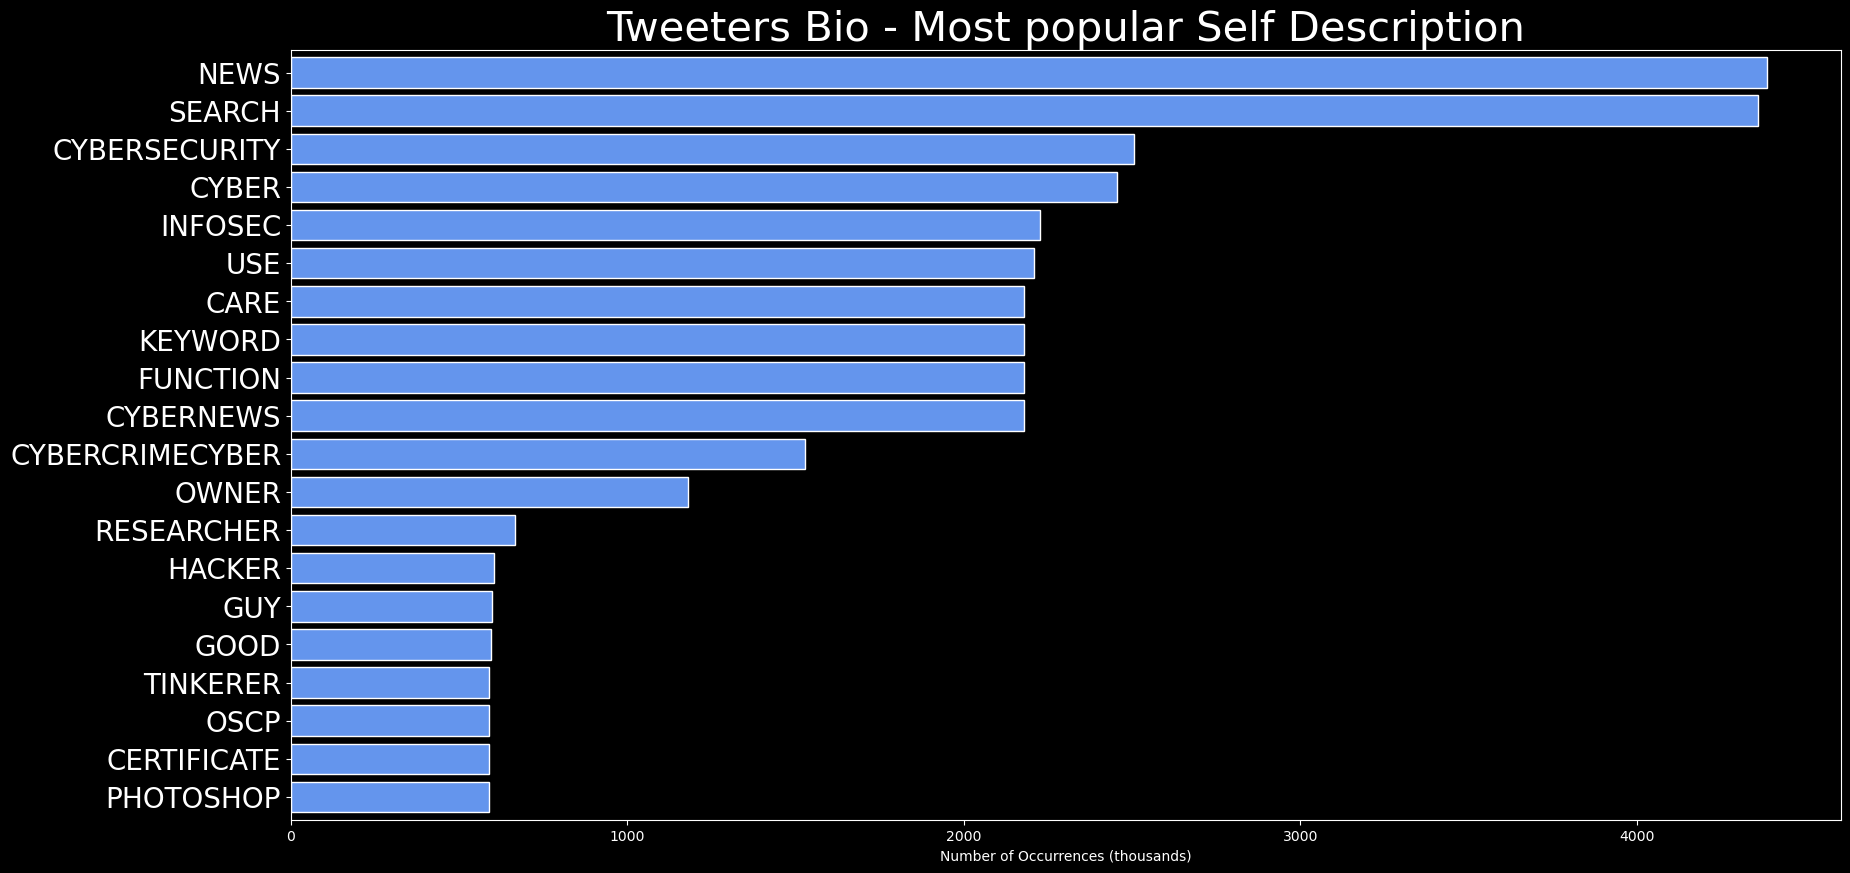 Tweeters Bio - Most popular Self Description
NEWS
SEARCH
CYBERSECURITY
CYBER
INFOSEC
USE
CARE
KEYWORD
FUNCTION
CYBERNEWS
CYBERCRIMECYBER
OWNER
RESEARCHER
HACKER
GUY
GOOD
TINKERER
OSCP
CERTIFICATE
PHOTOSHOP
0 1000 2000 3000 4000
Number of Occurrences (thousands)